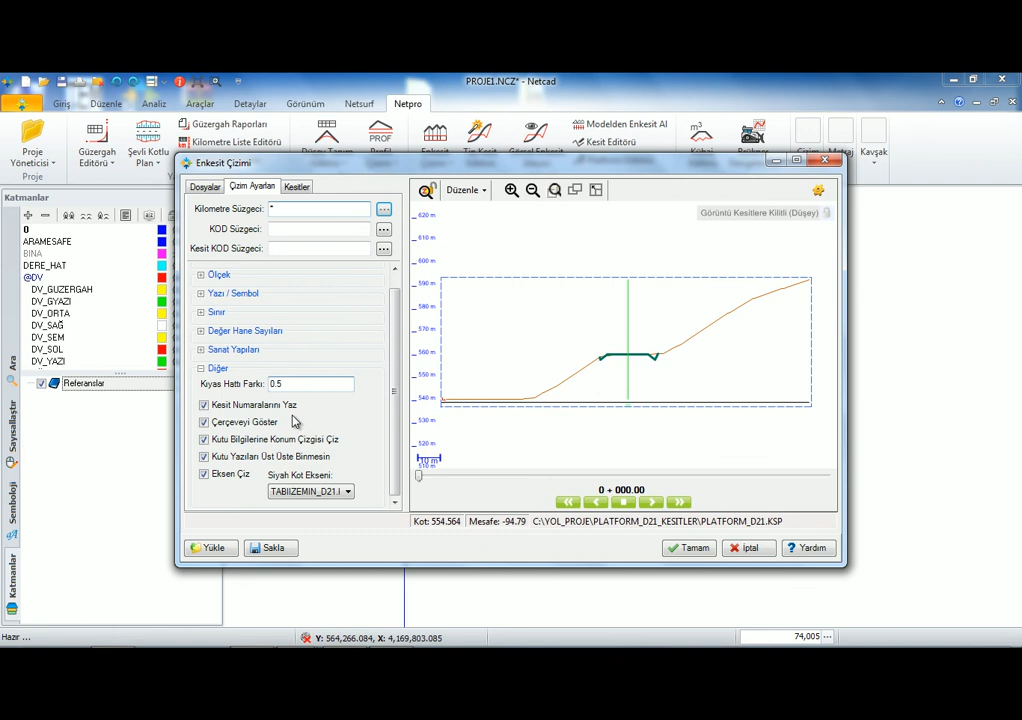 PROJE1.NCZ* - Netcad
Giriş
Düzenle
Analiz
Araçlar
Detaylar
Görünüm
Netsurf
Netpro
Proje
Yöneticisi
Proje
Güzergah
Editörü
Şevli Kotlu
Plan
Güzergah Raporları
Kilometre Liste Editörü
PROF
Modelden Enkesit Al
Kesit Editörü
m³
Kavşak
Katmanlar
0
ARAMESAFE
BINA
DERE_HAT
@DV
DV_GUZERGAH
DV_GYAZI
DV_ORTA
DV_SAĞ
DV_SEM
DV_SOL
DV_YAZI
Referanslar
Ara
Sayısallaştır
Semboloji
Katmanlar
Enkesit Çizimi
Dosyalar
Çizim Ayarları
Kesitler
Kilometre Süzgeci: *
KOD Süzgeci:
Kesit KOD Süzgeci:
Ölçek
Yazı / Sembol
Sınır
Değer Hane Sayıları
Sanat Yapıları
Diğer
Kıyas Hattı Farkı: 0.5
Kesit Numaralarını Yaz
Çerçeveyi Göster
Kutu Bilgilerine Konum Çizgisi Çiz
Kutu Yazıları Üst Üste Binmesin
Eksen Çiz
Siyah Kot Ekseni:
TABIIZEMIN_D21.I
Düzenle
Görüntü Kesitlere Kilitli (Düşey)
620 m
610 m
600 m
590 m
580 m
570 m
560 m
550 m
540 m
530 m
520 m
510 m
10 m
0 + 000.00
Kot: 554.564
Mesafe: -94.79
C:\YOL_PROJE\PLATFORM_D21_KESITLER\PLATFORM_D21.KSP
Yükle
Sakla
Tamam
İptal
Yardım
Hazır ...
Y: 564,266.084, X: 4,169,803.085
74,005